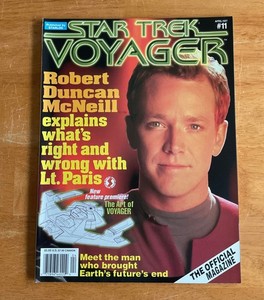 STAR TREK
VOYAGER
#11
Robert
Duncan
McNeill
explains
what's
right and
wrong with
Lt. Paris
New
feature premiere!
The Art of
VOYAGER
Meet the man
who brought
Earth's future's end
THE OFFICIAL
MAGAZINE